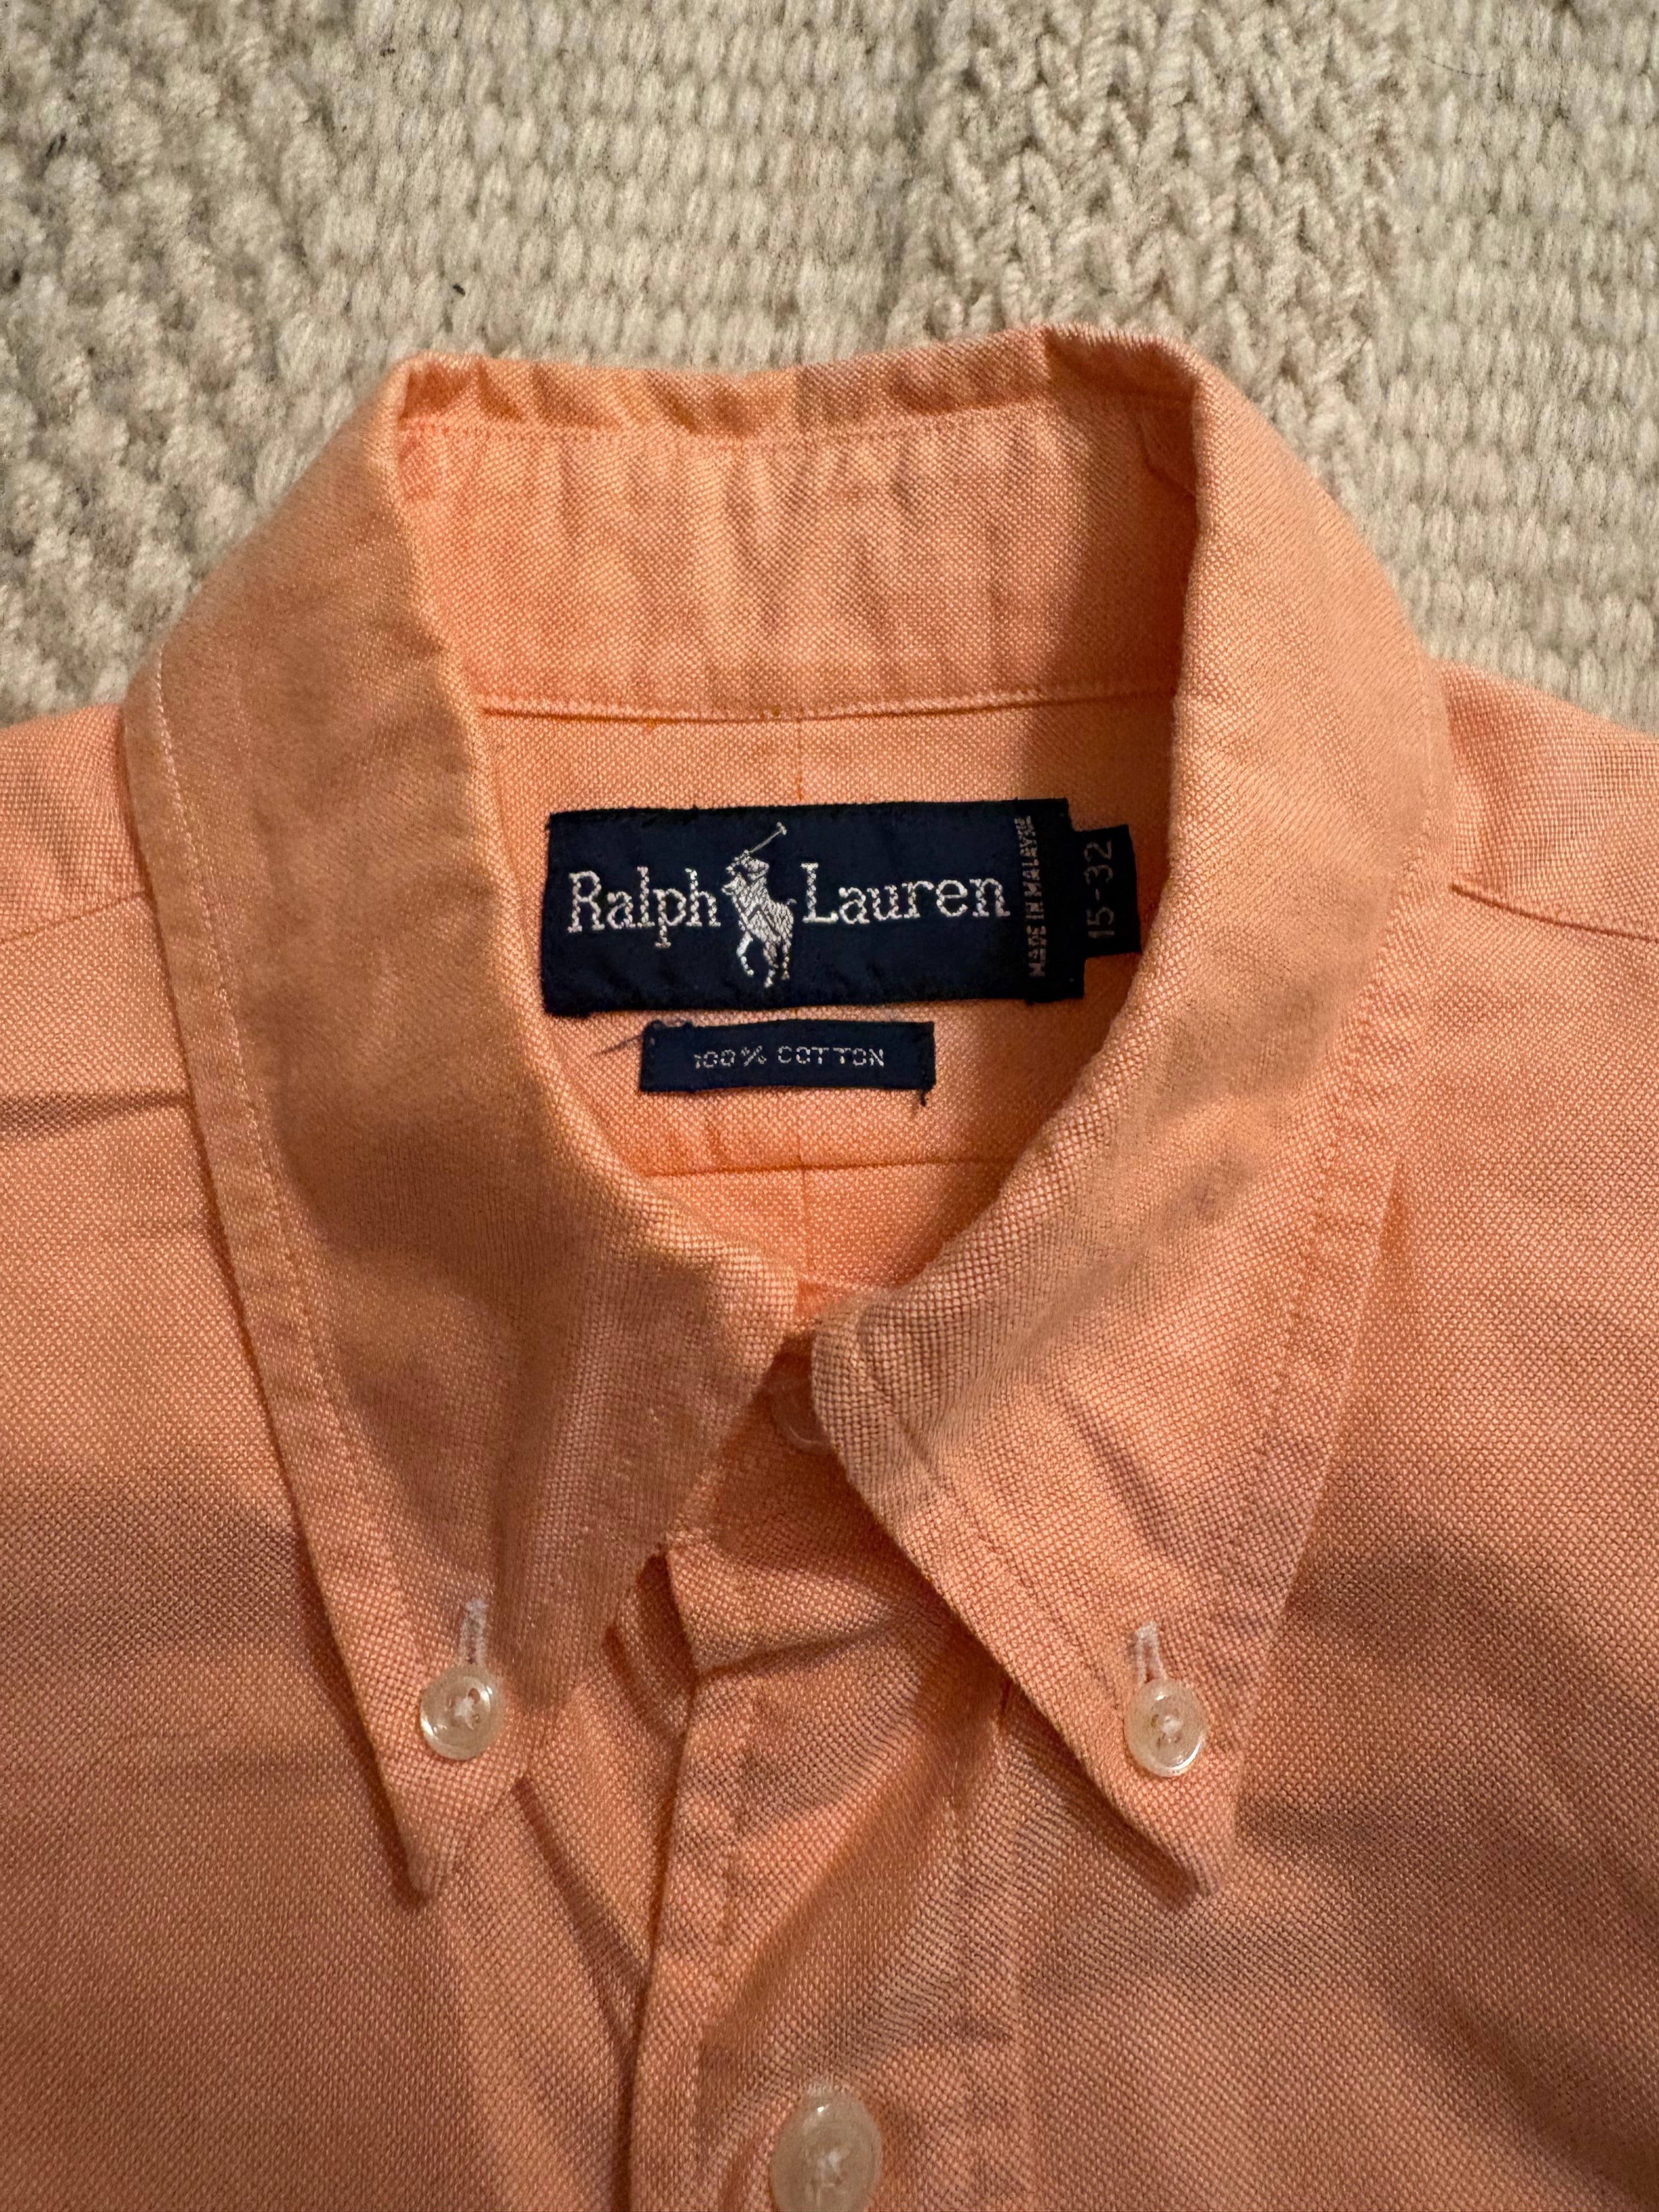 Ralph Lauren
MADE IN MALAYSIA
15-32
100% COTTON